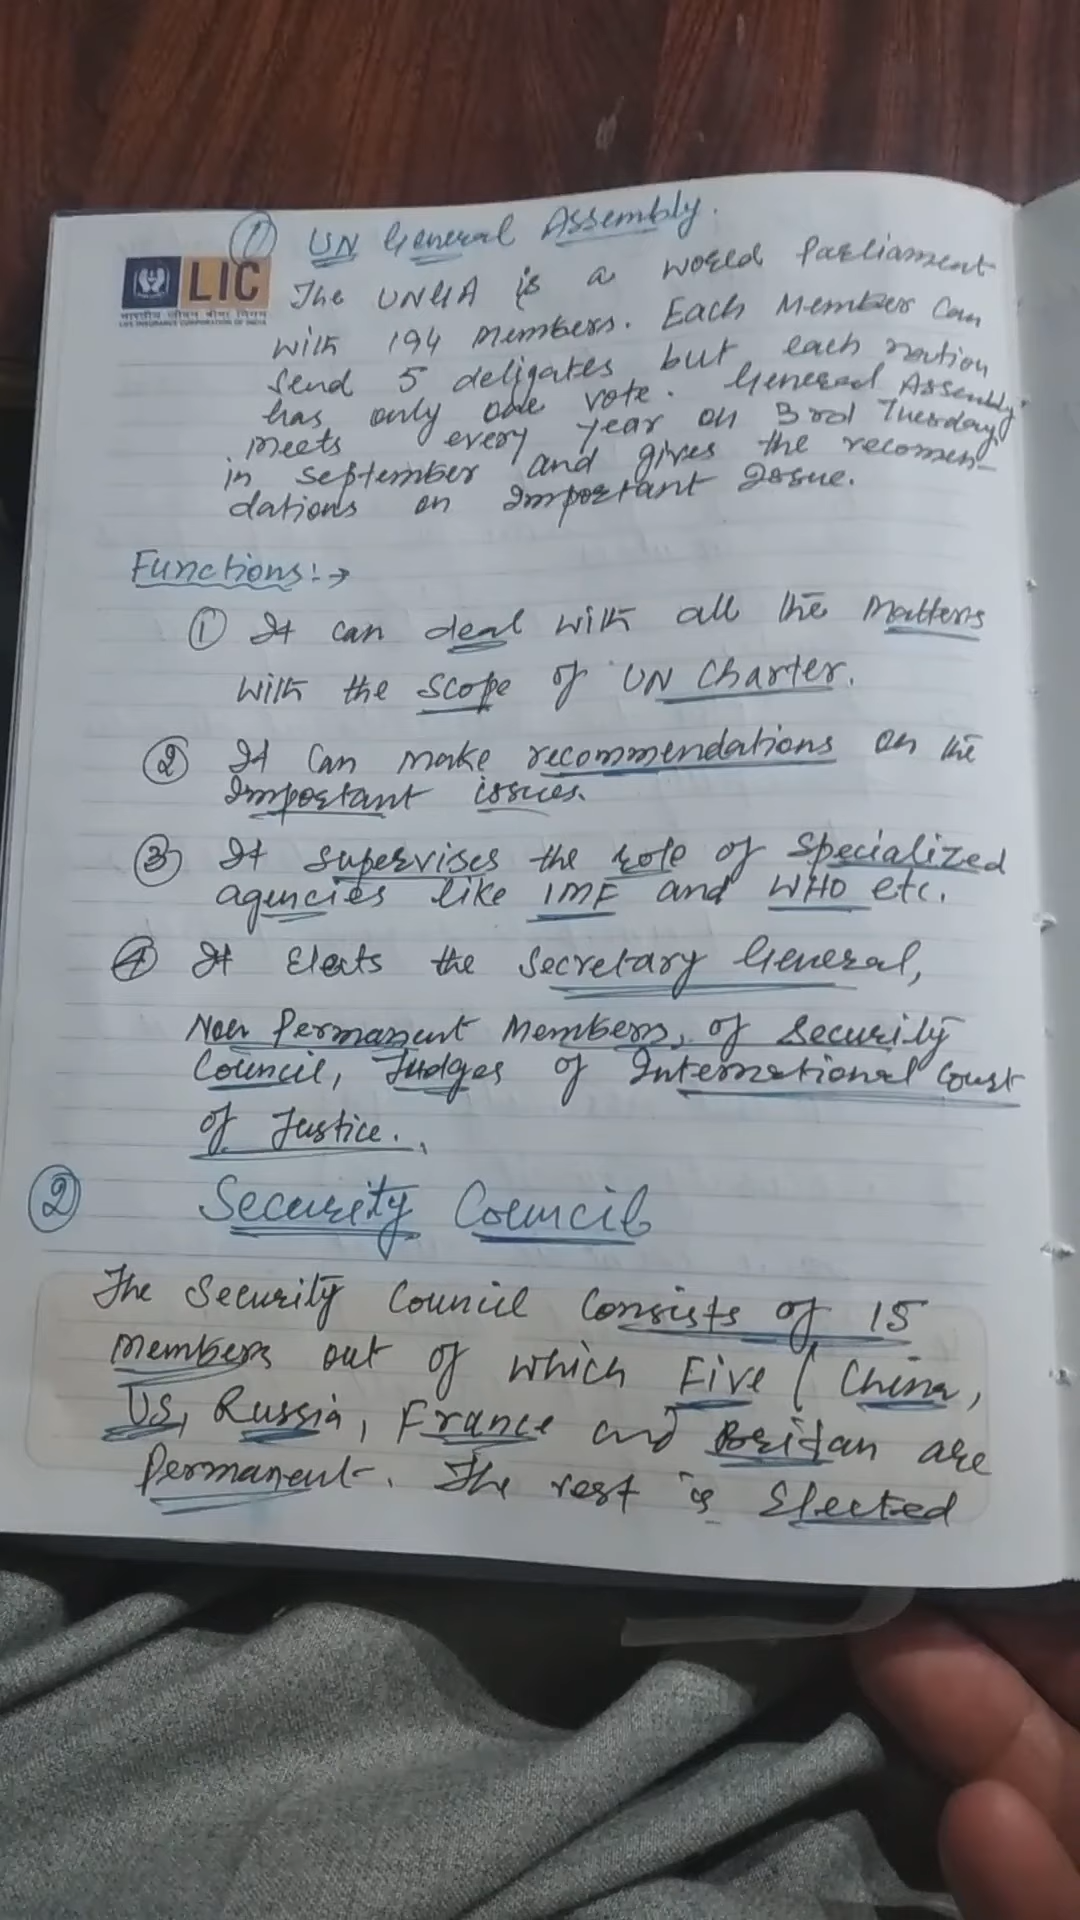 ① UN General Assembly.
LIC
भारतीय जीवन बीमा निगम
LIFE INSURANCE CORPORATION OF INDIA
The UNGA is a world Parliament
with 194 members. Each Member Can
Send 5 deligates but each nation
has only one vote. General Assembly
meets every year on 3rd Tuesday
in September and gives the recomen-
dations on Important Issue.
Functions:→
① It can deal with all the Matters
with the Scope of UN Charter.
② It Can make recommendations on the
Important issues.
③ It supervises the role of Specialized
agencies like IMF and WHO etc.
④ It Elects the Secretary General,
Non Permanent Members, of Security
Council, Judges of International Court
of Justice.
② Security Council
The Security Council Consists of 15
Members out of which Five ( China,
US, Russia, France and Britan are
Permanent. The rest is Elected